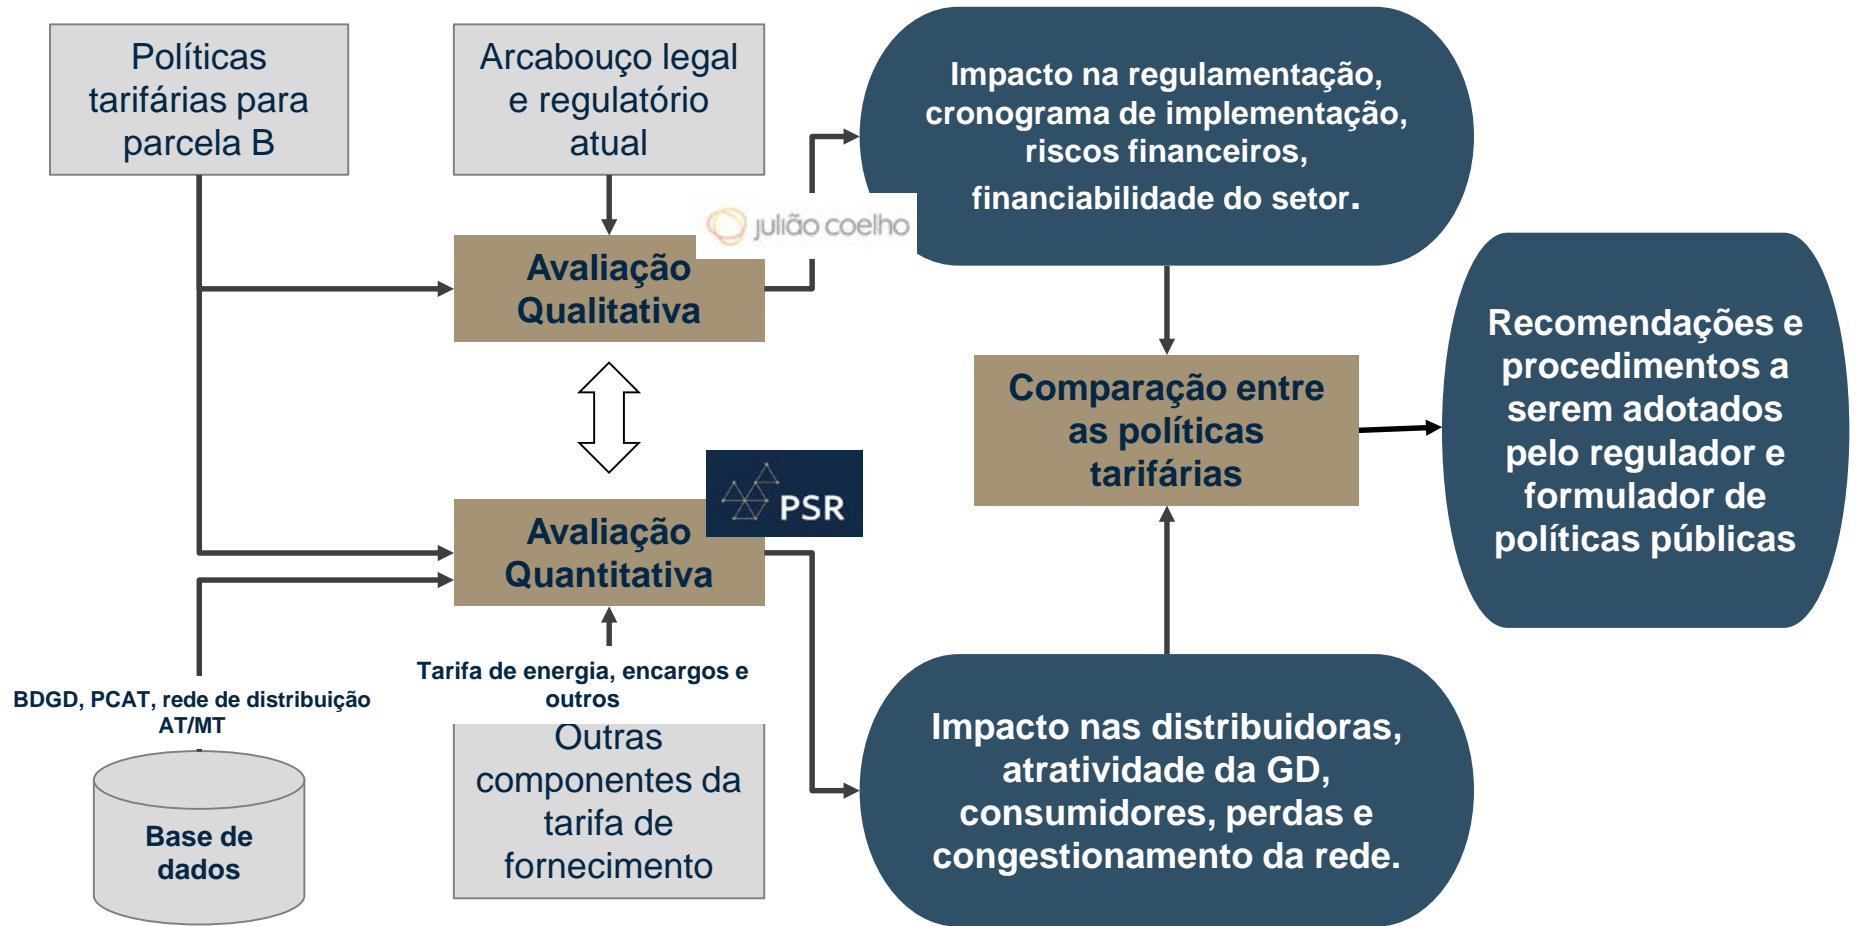 Políticas
tarifárias para
parcela B
Arcabouço legal
e regulatório
atual
Impacto na regulamentação,
cronograma de implementação,
riscos financeiros,
financiabilidade do setor.
julião coelho
Avaliação
Qualitativa
Recomendações e
procedimentos a
serem adotados
pelo regulador e
formulador de
políticas públicas
Comparação entre
as políticas
tarifárias
PSR
Avaliação
Quantitativa
Tarifa de energia, encargos e
outros
BDGD, PCAT, rede de distribuição
AT/MT
Outras
componentes da
tarifa de
fornecimento
Impacto nas distribuidoras,
atratividade da GD,
consumidores, perdas e
congestionamento da rede.
Base de
dados